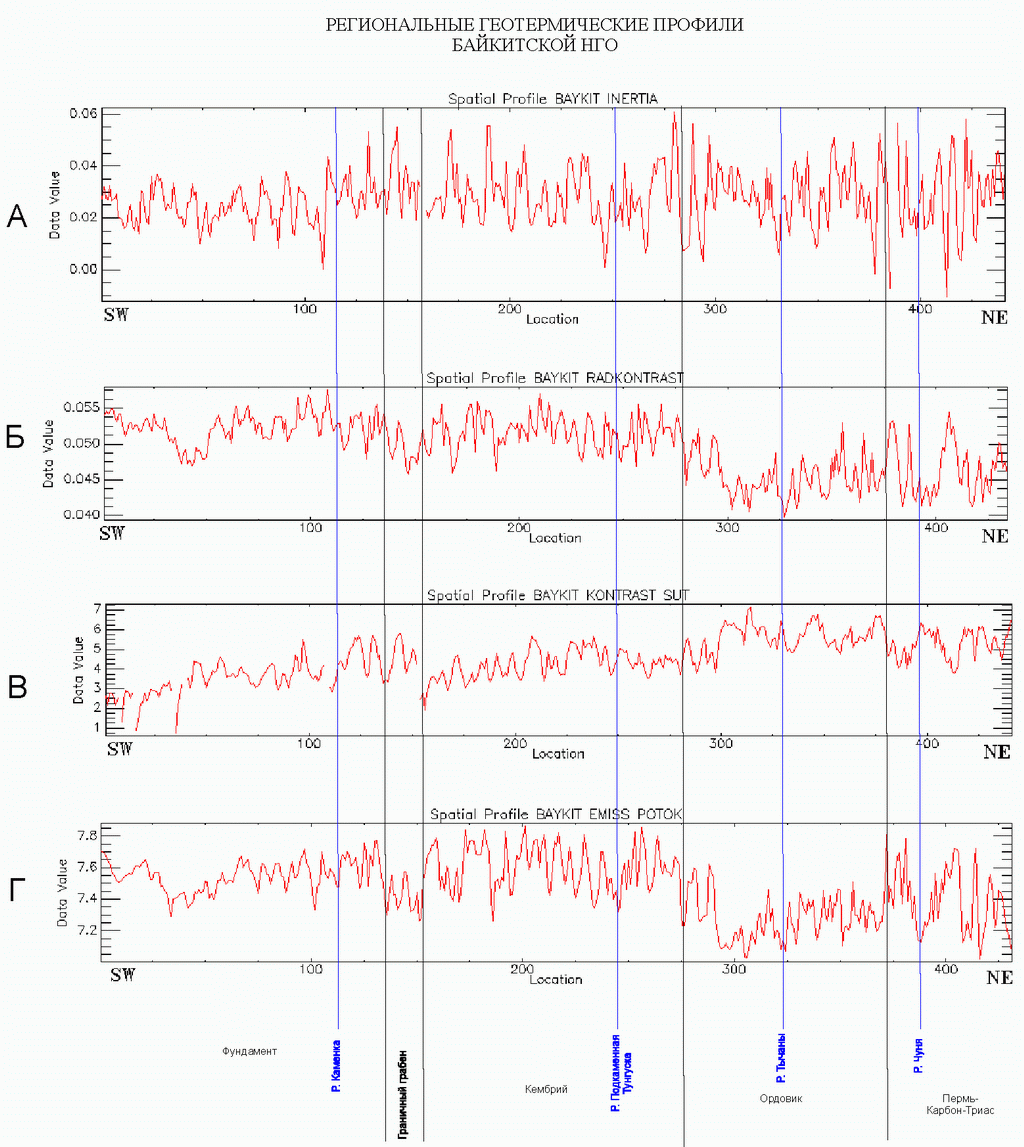 РЕГИОНАЛЬНЫЕ ГЕОТЕРМИЧЕСКИЕ ПРОФИЛИ
БАЙКИТСКОЙ НГО
Spatial Profile BAYKIT INERTIA
А
Data Value
0.06
0.04
0.02
0.00
100
200
300
400
SW
Location
NE
Spatial Profile BAYKIT RADKONTRAST
Б
Data Value
0.055
0.050
0.045
0.040
100
200
300
400
SW
Location
NE
Spatial Profile BAYKIT KONTRAST SUT
В
Data Value
7
6
5
4
3
2
1
100
200
300
400
SW
Location
NE
Spatial Profile BAYKIT EMISS POTOK
Г
Data Value
7.8
7.6
7.4
7.2
100
200
300
400
SW
Location
NE
Фундамент
Р. Каменка
Граничный грабен
Кембрий
Р. Подкаменная
Тунгуска
Ордовик
Р. Тычаны
Р. Чуня
Пермь-
Карбон-Триас